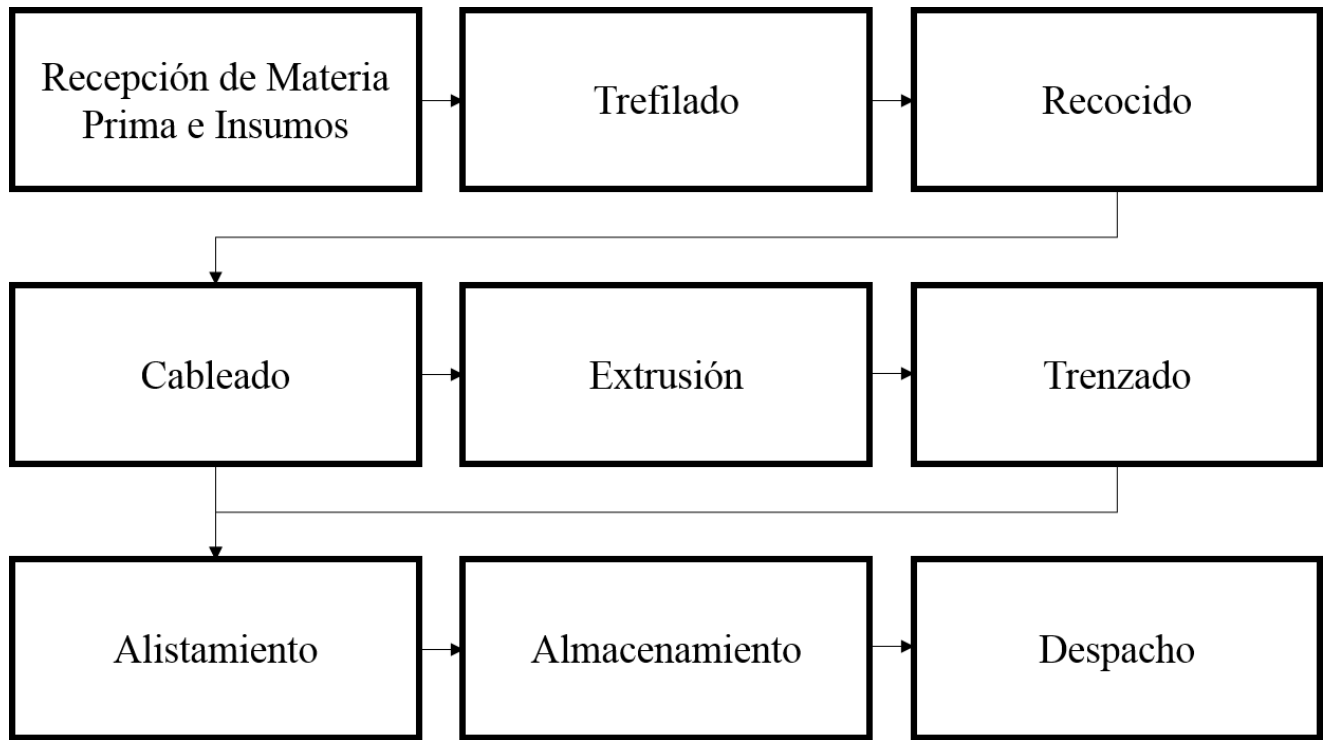 Recepción de Materia
Prima e Insumos
Trefilado
Recocido
Cableado
Extrusión
Trenzado
Alistamiento
Almacenamiento
Despacho